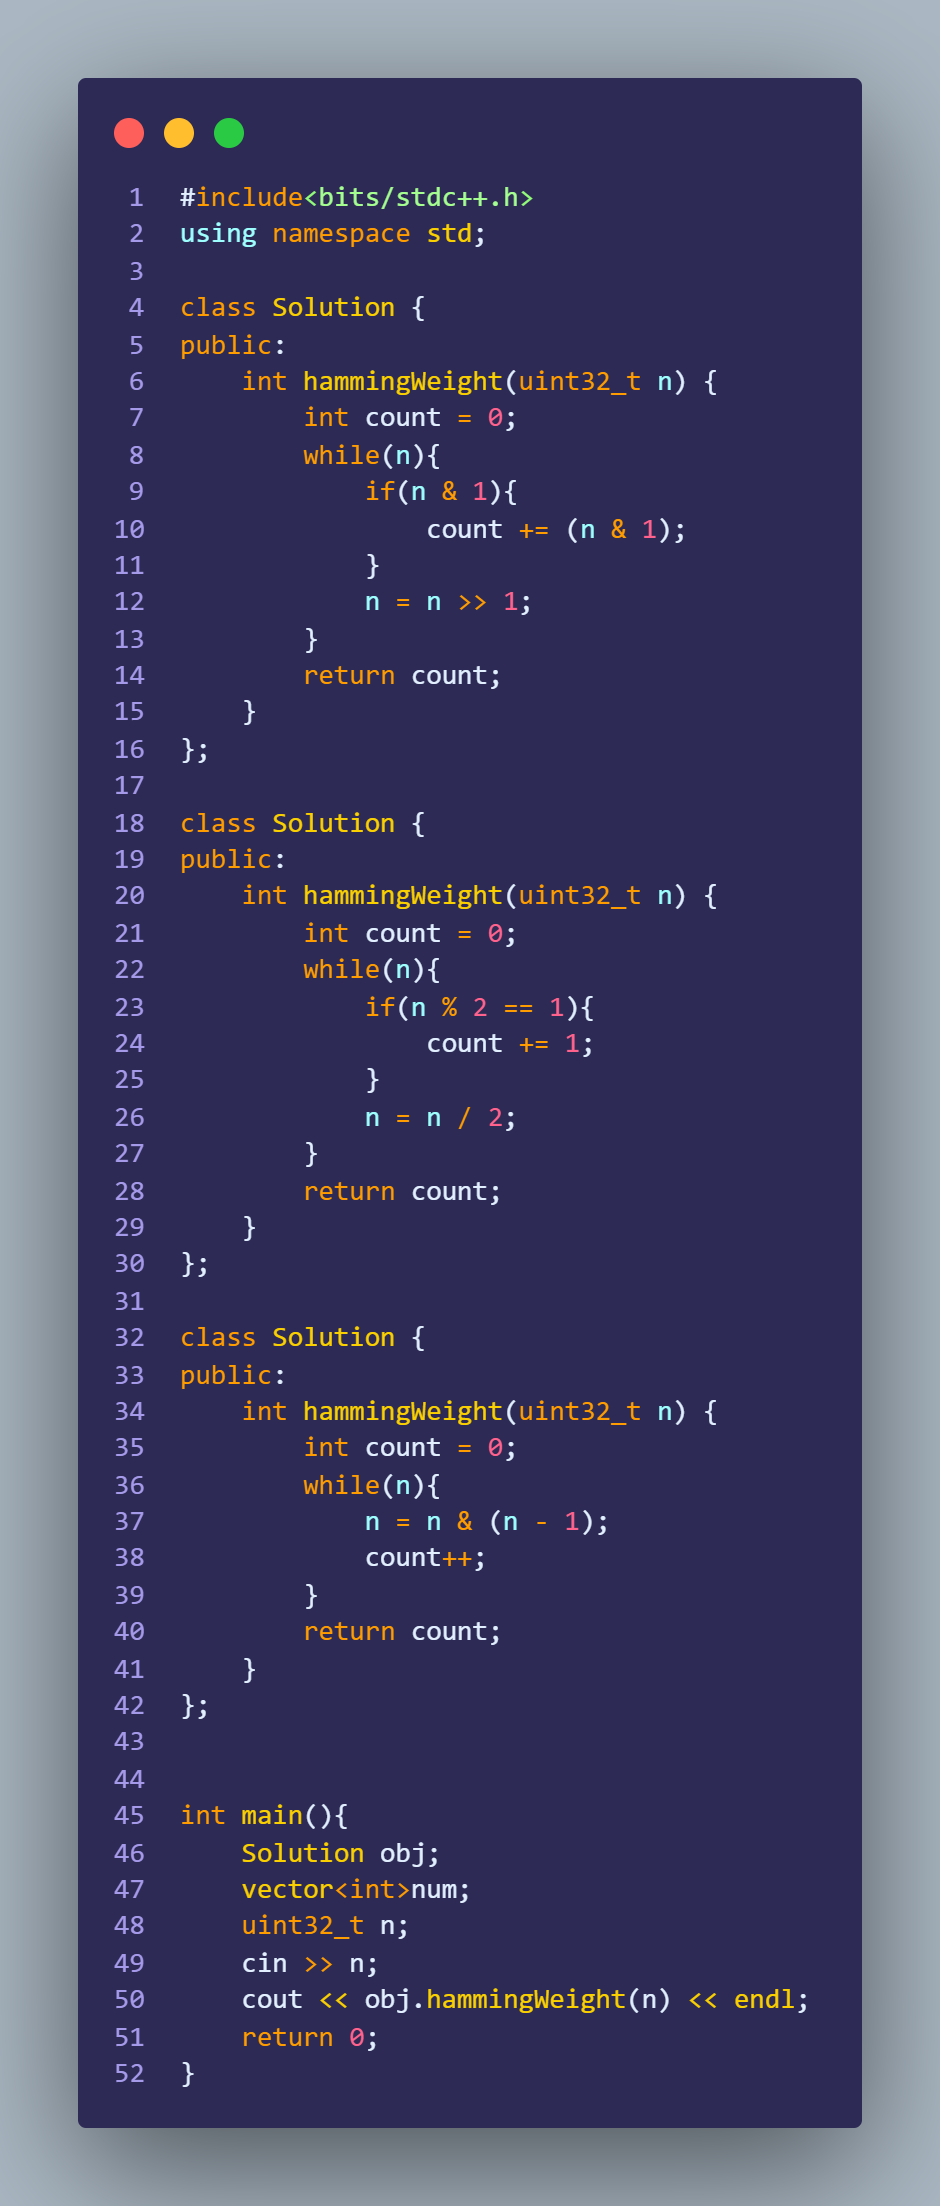 1 #include<bits/stdc++.h>
2 using namespace std;
3
4 class Solution {
5 public:
6     int hammingWeight(uint32_t n) {
7         int count = 0;
8         while(n){
9             if(n & 1){
10                 count += (n & 1);
11             }
12             n = n >> 1;
13         }
14         return count;
15     }
16 };
17
18 class Solution {
19 public:
20     int hammingWeight(uint32_t n) {
21         int count = 0;
22         while(n){
23             if(n % 2 == 1){
24                 count += 1;
25             }
26             n = n / 2;
27         }
28         return count;
29     }
30 };
31
32 class Solution {
33 public:
34     int hammingWeight(uint32_t n) {
35         int count = 0;
36         while(n){
37             n = n & (n - 1);
38             count++;
39         }
40         return count;
41     }
42 };
43
44
45 int main(){
46     Solution obj;
47     vector<int>num;
48     uint32_t n;
49     cin >> n;
50     cout << obj.hammingWeight(n) << endl;
51     return 0;
52 }